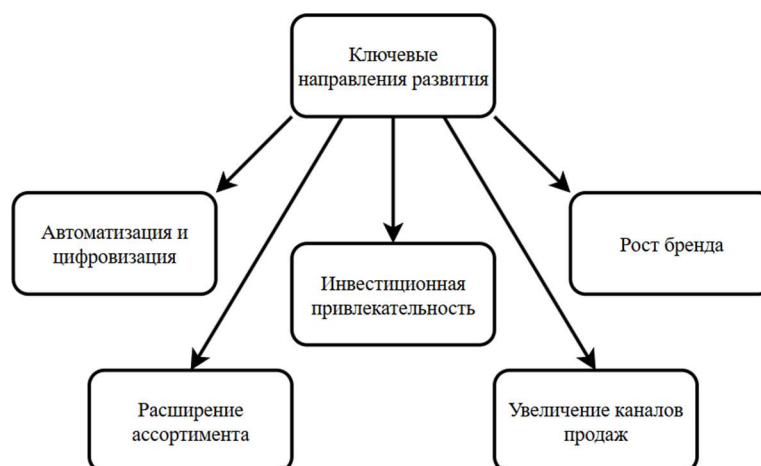 Ключевые
направления развития
Автоматизация и
цифровизация
Инвестиционная
привлекательность
Рост бренда
Расширение
ассортимента
Увеличение каналов
продаж